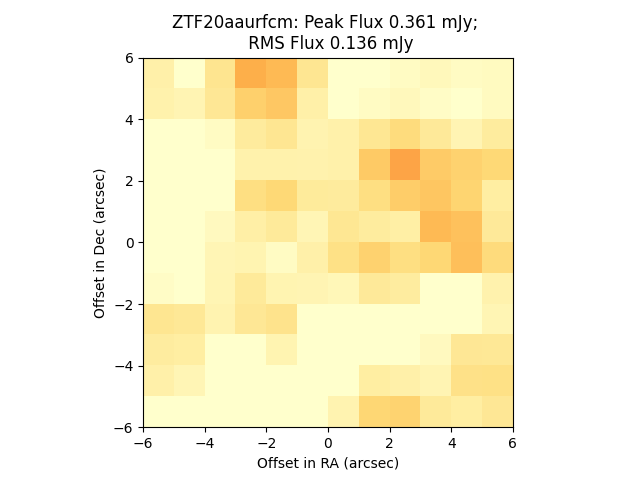 ZTF20aaurfcm: Peak Flux 0.361 mJy;
RMS Flux 0.136 mJy
6
4
2
0
−2
−4
−6
Offset in Dec (arcsec)
−6 −4 −2 0 2 4 6
Offset in RA (arcsec)